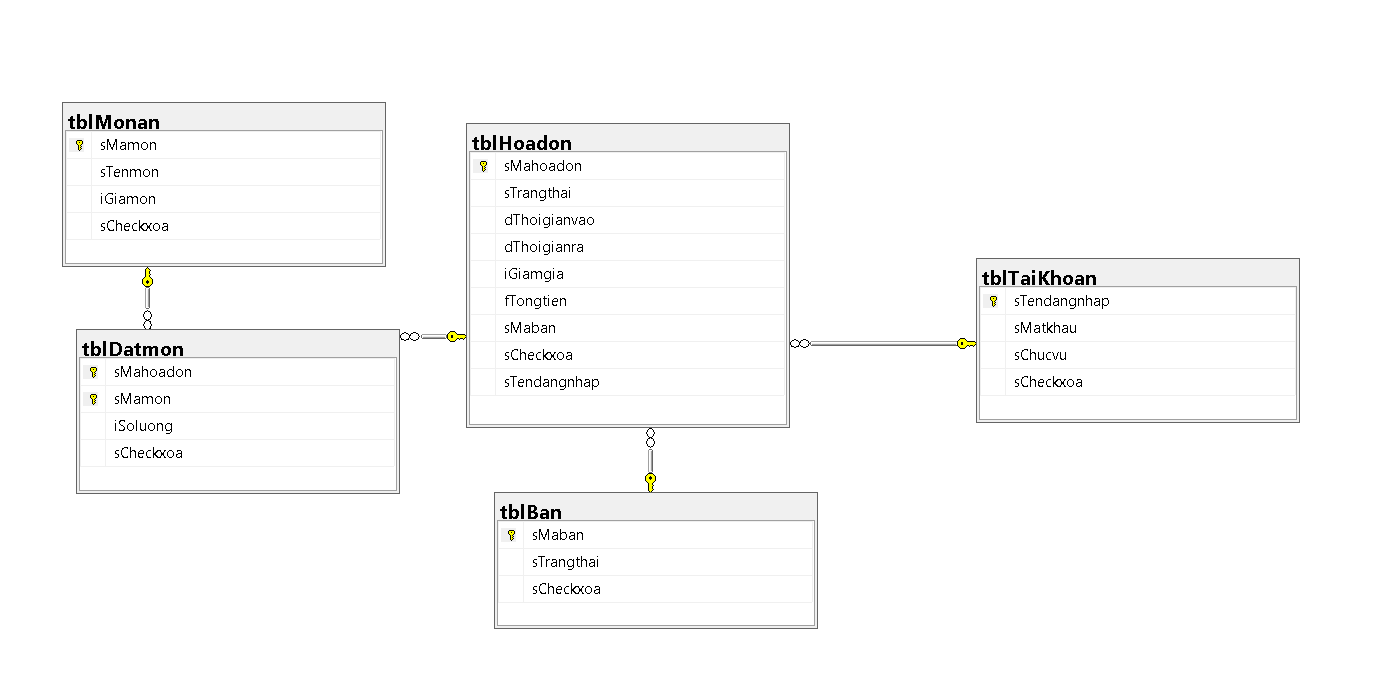 tblMonan
sMamon
sTenmon
iGiamon
sCheckxoa
tblDatmon
sMahoadon
sMamon
iSoluong
sCheckxoa
tblHoadon
sMahoadon
sTrangthai
dThoigianvao
dThoigianra
iGiamgia
fTongtien
sMaban
sCheckxoa
sTendangnhap
tblBan
sMaban
sTrangthai
sCheckxoa
tblTaiKhoan
sTendangnhap
sMatkhau
sChucvu
sCheckxoa